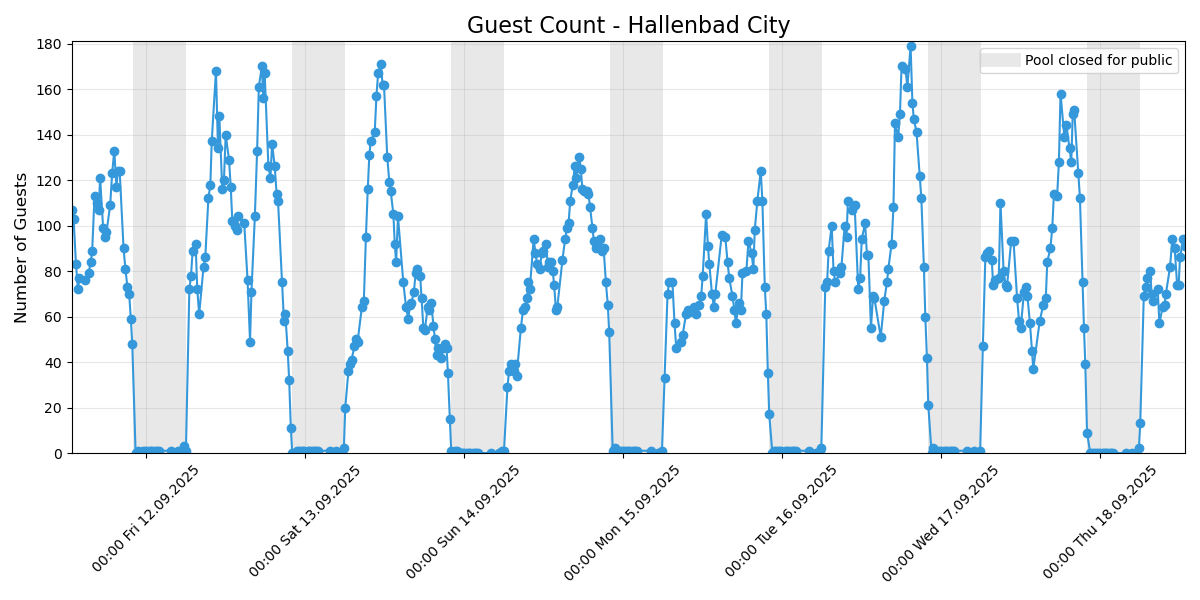 Guest Count - Hallenbad City
Pool closed for public
Number of Guests
180
160
140
120
100
80
60
40
20
0
00:00 Fri 12.09.2025
00:00 Sat 13.09.2025
00:00 Sun 14.09.2025
00:00 Mon 15.09.2025
00:00 Tue 16.09.2025
00:00 Wed 17.09.2025
00:00 Thu 18.09.2025